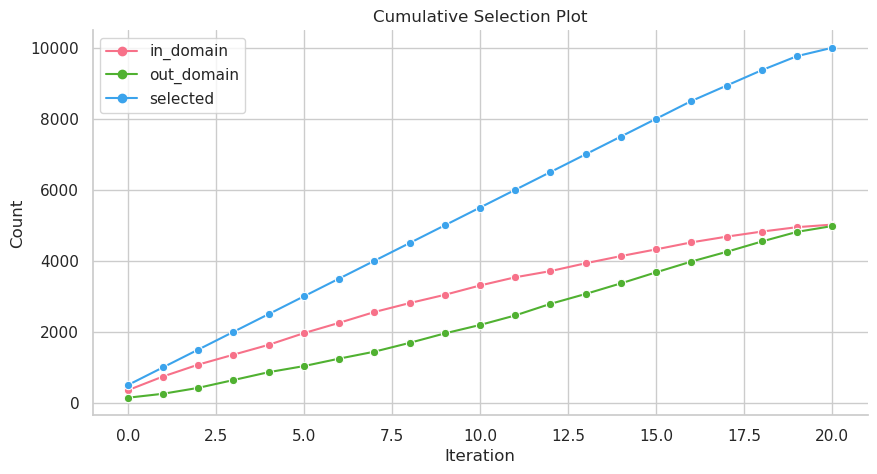 Cumulative Selection Plot
in_domain
out_domain
selected
10000
8000
6000
4000
2000
0
Count
0.0 2.5 5.0 7.5 10.0 12.5 15.0 17.5 20.0
Iteration